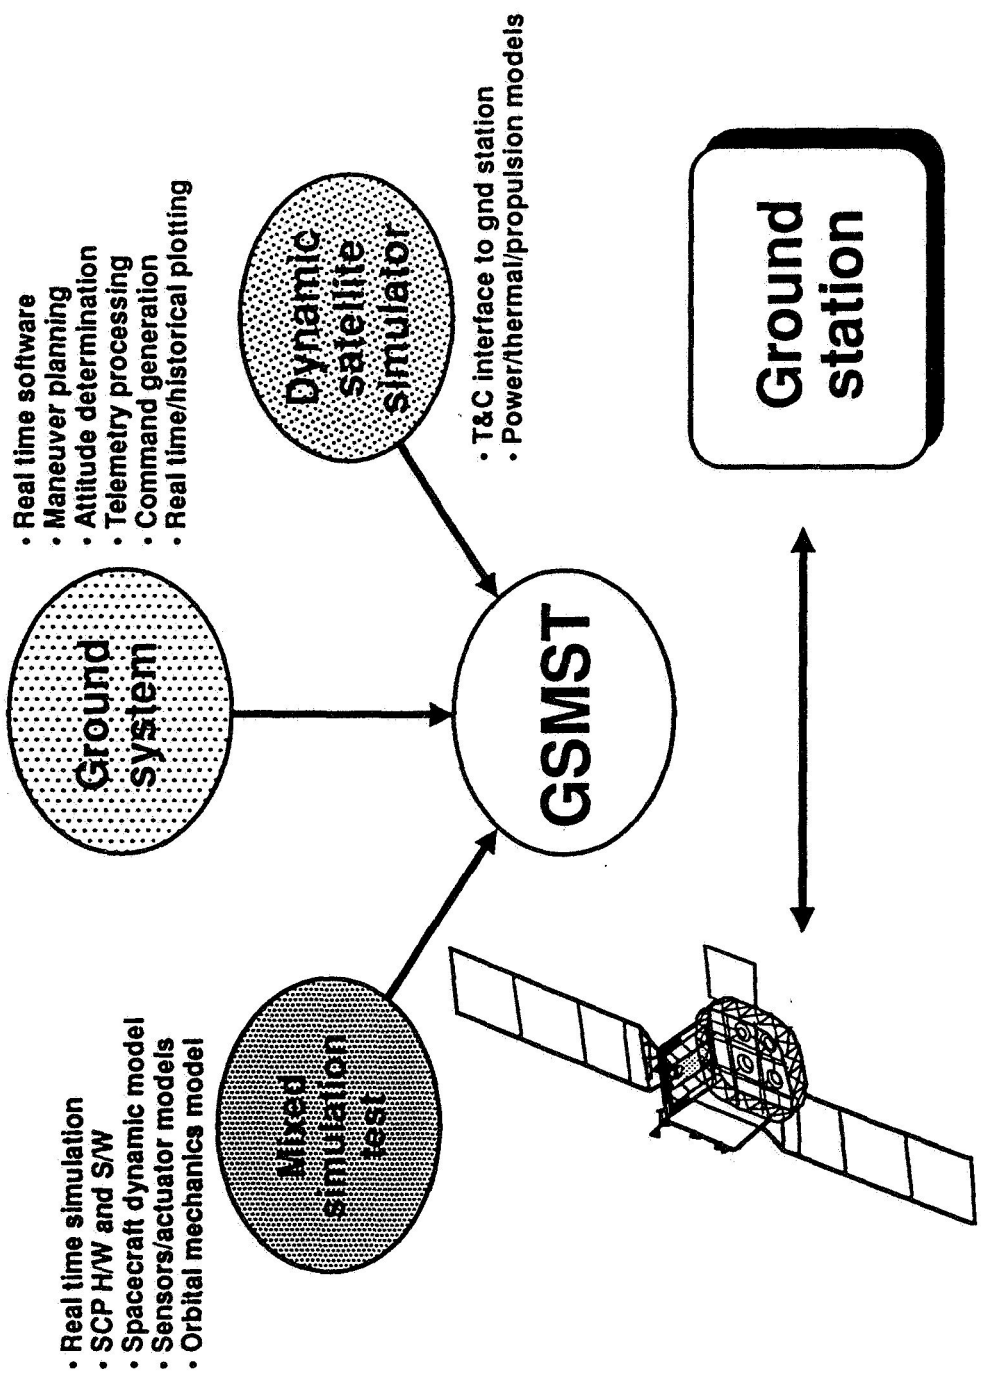 • Real time simulation
• SCP H/W and S/W
• Spacecraft dynamic model
• Sensors/actuator models
• Orbital mechanics model
Mixed
simulation
test
Ground
system
• Real time software
• Maneuver planning
• Attitude determination
• Telemetry processing
• Command generation
• Real time/historical plotting
Dynamic
satellite
simulator
• T&C interface to gnd station
• Power/thermal/propulsion models
GSMST
Ground
station